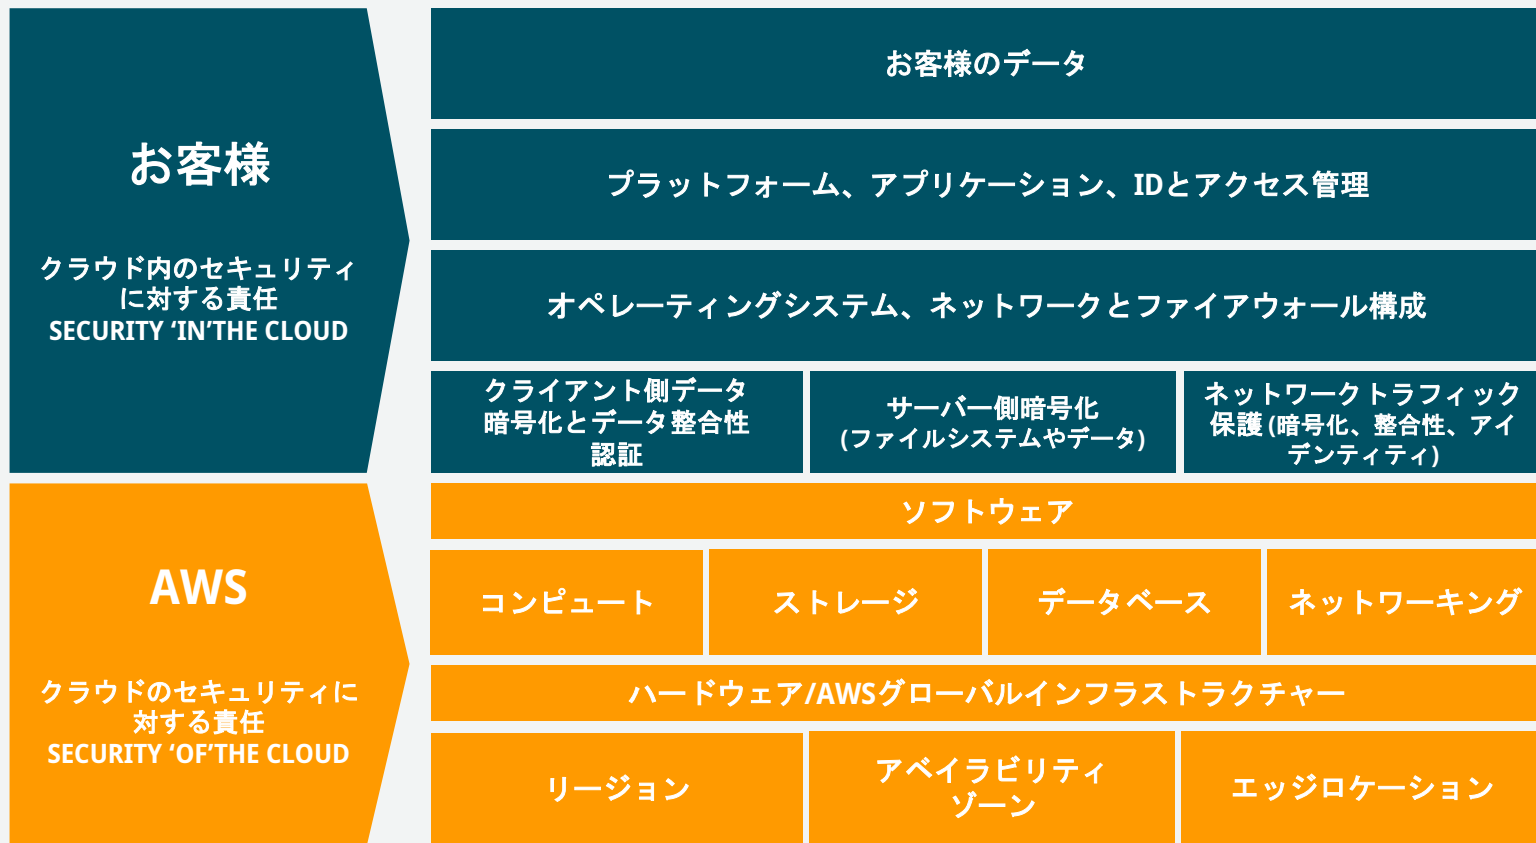 お客様
クラウド内のセキュリティ
に対する責任
SECURITY ‘IN’THE CLOUD
お客様のデータ
プラットフォーム、アプリケーション、IDとアクセス管理
オペレーティングシステム、ネットワークとファイアウォール構成
クライアント側データ
暗号化とデータ整合性
認証
サーバー側暗号化
(ファイルシステムやデータ)
ネットワークトラフィック
保護 (暗号化、整合性、アイ
デンティティ)
AWS
クラウドのセキュリティに
対する責任
SECURITY ‘OF’THE CLOUD
ソフトウェア
コンピュート
ストレージ
データベース
ネットワーキング
ハードウェア/AWSグローバルインフラストラクチャー
リージョン
アベイラビリティ
ゾーン
エッジロケーション